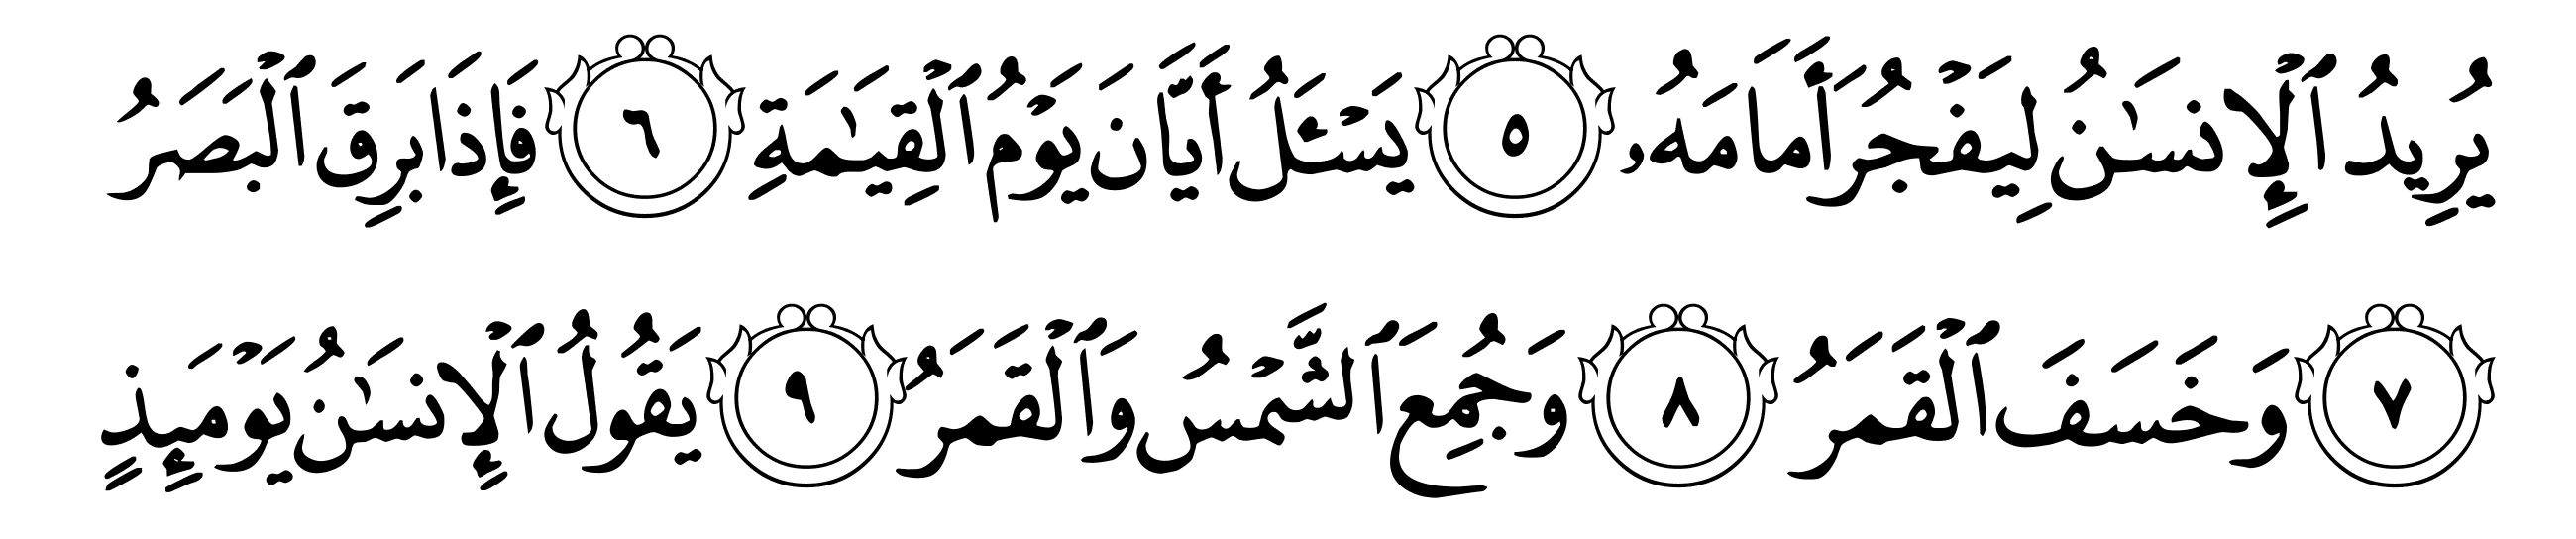 يُرِيدُ ٱلْإِنسَٰنُ لِيَفْجُرَ أَمَامَهُۥ ٥ يَسْـَٔلُ أَيَّانَ يَوْمُ ٱلْقِيَٰمَةِ ٦ فَإِذَا بَرِقَ ٱلْبَصَرُ
٧ وَخَسَفَ ٱلْقَمَرُ ٨ وَجُمِعَ ٱلشَّمْسُ وَٱلْقَمَرُ ٩ يَقُولُ ٱلْإِنسَٰنُ يَوْمَئِذٍ